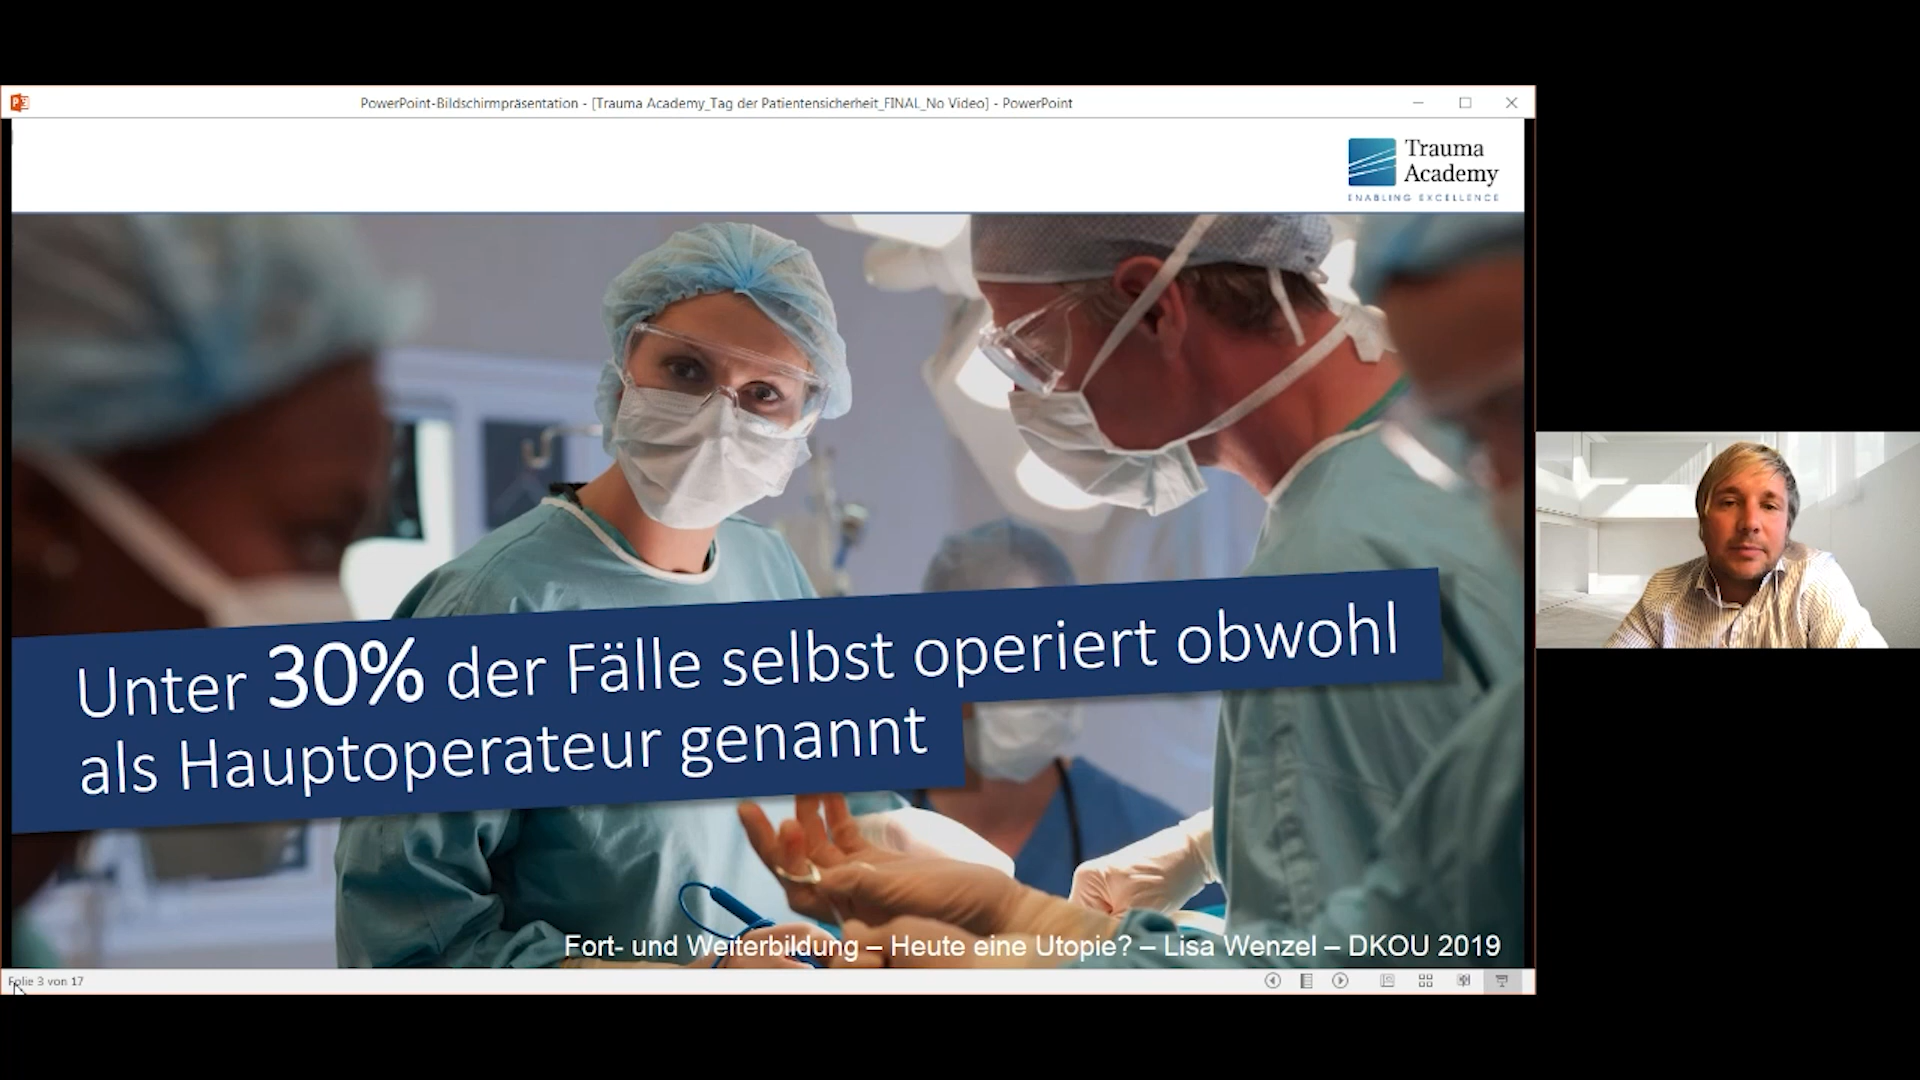 PowerPoint-Bildschirmpräsentation - [Trauma Academy_Tag der Patientensicherheit_FINAL_No Video] - PowerPoint
Trauma
Academy
ENABLING EXCELLENCE
Unter 30% der Fälle selbst operiert obwohl
als Hauptoperateur genannt
Fort- und Weiterbildung – Heute eine Utopie? – Lisa Wenzel – DKOU 2019
Folie 3 von 17